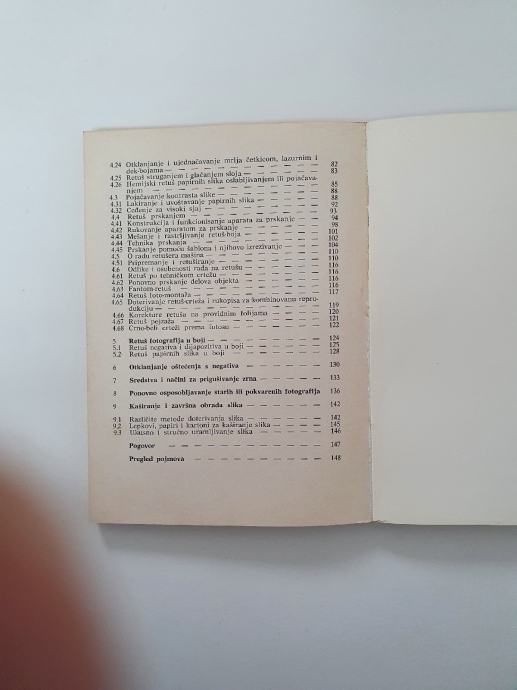 4.24 Otklanjanje i ujednačavanje mrlja četkicom, lazurnim i
dek-bojama — — — — — — — — — 82
4.25 Retuš struganjem i glačanjem sloja — — — — — 83
4.26 Hemijski retuš papirnih slika oslabljivanjem ili pojačava-
njem — — — — — — — — — — 85
4.3 Pojačavanje kontrasta slike — — — — — — 88
4.31 Lakiranje i uvoštavanje papirnih slika — — — — 88
4.32 Ceđenje za visoki sjaj — — — — — — — 92
4.4 Retuš prskanjem — — — — — — — — 93
4.41 Konstrukcija i funkcionisanje aparata za prskanje — — 94
4.42 Rukovanje aparatom za prskanje — — — — — 98
4.43 Mešanje i rastrljivanje retuš-boja — — — — — 101
4.44 Tehnika prskanja — — — — — — — — 102
4.45 Prskanje pomoću šablona i njihovo izrezivanje — — 104
4.5 O radu retušera mašina — — — — — — — 110
4.51 Pripremanje i retuširanje — — — — — — 110
4.6 Odlike i osobenosti rada na retušu — — — — — 116
4.61 Retuš po tehničkom crtežu — — — — — — 116
4.62 Ponovno prskanje delova objekta — — — — — 116
4.63 Fantom-retuš — — — — — — — — — 116
4.64 Retuš foto-montaža — — — — — — — — 117
4.65 Doterivanje retuš-crteža i rukopisa za kombinovanu repro-
dukciju — — — — — — — — — — 119
4.66 Korekture retuša na providnim folijama — — — — 120
4.67 Retuš pejzaža — — — — — — — — — 121
4.68 Crno-beli crteži prema fotosu — — — — — — 122
5 Retuš fotografija u boji — — — — — — — 124
5.1 Retuš negativa i dijapozitiva u boji — — — — — 125
5.2 Retuš papirnih slika u boji — — — — — — 128
6 Otklanjanje oštećenja s negativa — — — — — 130
7 Sredstva i načini za prigušivanje zrna — — — — 133
8 Ponovno osposobljavanje starih ili pokvarenih fotografija 136
9 Kaširanje i završna obrada slika — — — — — 142
9.1 Različite metode doterivanja slika — — — — — 142
9.2 Lepkovi, papiri i kartoni za kaširanje slika — — — 145
9.3 Ukusno i stručno uramljivanje slika — — — — 146
Pogovor — — — — — — — — — — 147
Pregled pojmova — — — — — — — — 148